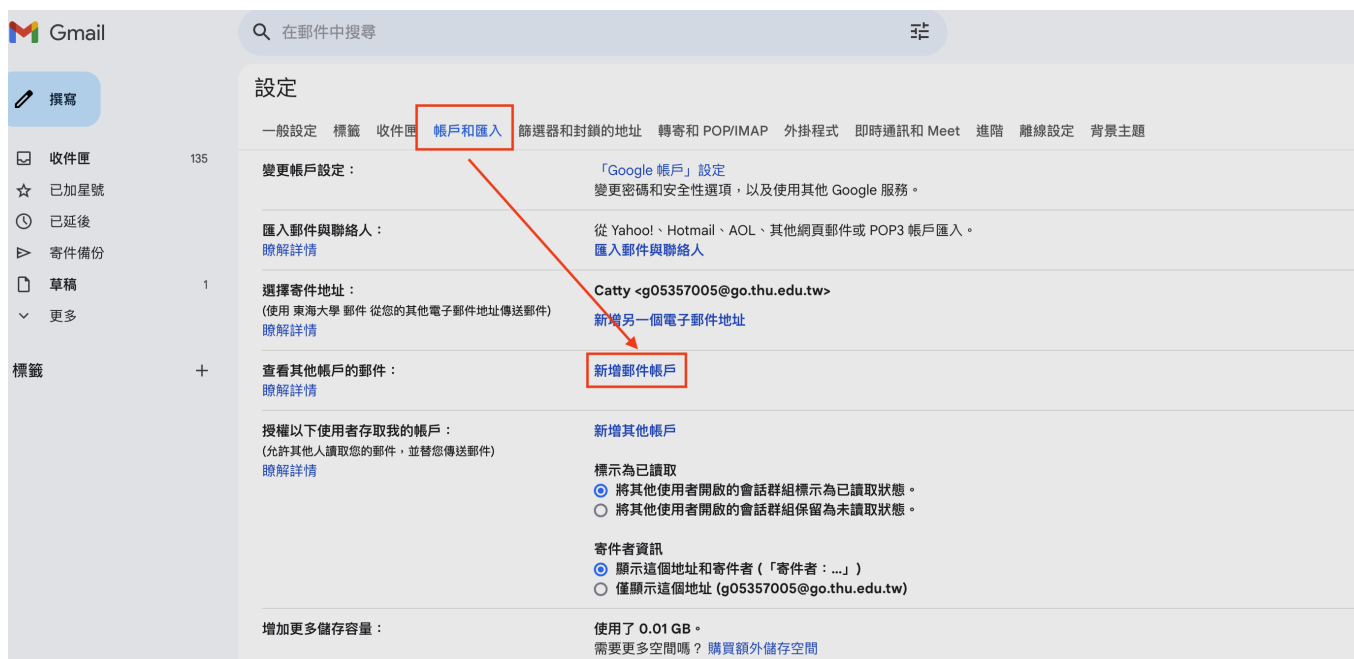 Gmail
在郵件中搜尋
撰寫
收件匣 135
已加星號
已延後
寄件備份
草稿 1
更多
標籤
設定
一般設定 標籤 收件匣 帳戶和匯入 篩選器和封鎖的地址 轉寄和 POP/IMAP 外掛程式 即時通訊和 Meet 進階 離線設定 背景主題
變更帳戶設定：
「Google 帳戶」設定
變更密碼和安全性選項，以及使用其他 Google 服務。
匯入郵件與聯絡人：
瞭解詳情
從 Yahoo!、Hotmail、AOL、其他網頁郵件或 POP3 帳戶匯入。
匯入郵件與聯絡人
選擇寄件地址：
(使用 東海大學 郵件 從您的其他電子郵件地址傳送郵件)
瞭解詳情
Catty <g05357005@go.thu.edu.tw>
新增另一個電子郵件地址
查看其他帳戶的郵件：
瞭解詳情
新增郵件帳戶
授權以下使用者存取我的帳戶：
(允許其他人讀取您的郵件，並替您傳送郵件)
瞭解詳情
新增其他帳戶
標示為已讀取
將其他使用者開啟的會話群組標示為已讀取狀態。
將其他使用者開啟的會話群組保留為未讀取狀態。
寄件者資訊
顯示這個地址和寄件者 (「寄件者：...」)
僅顯示這個地址 (g05357005@go.thu.edu.tw)
增加更多儲存容量：
使用了 0.01 GB。
需要更多空間嗎？ 購買額外儲存空間